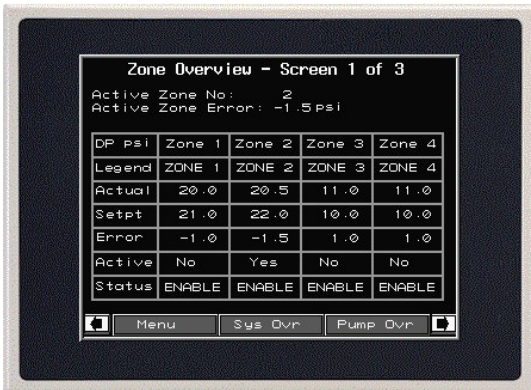 Zone Overview - Screen 1 of 3
Active Zone No: 2
Active Zone Error: -1.5psi
DP psi Zone 1 Zone 2 Zone 3 Zone 4
Legend ZONE 1 ZONE 2 ZONE 3 ZONE 4
Actual 20.0 20.5 11.0 11.0
Setpt 21.0 22.0 10.0 10.0
Error -1.0 -1.5 1.0 1.0
Active No Yes No No
Status ENABLE ENABLE ENABLE ENABLE
Menu Sys Ovr Pump Ovr